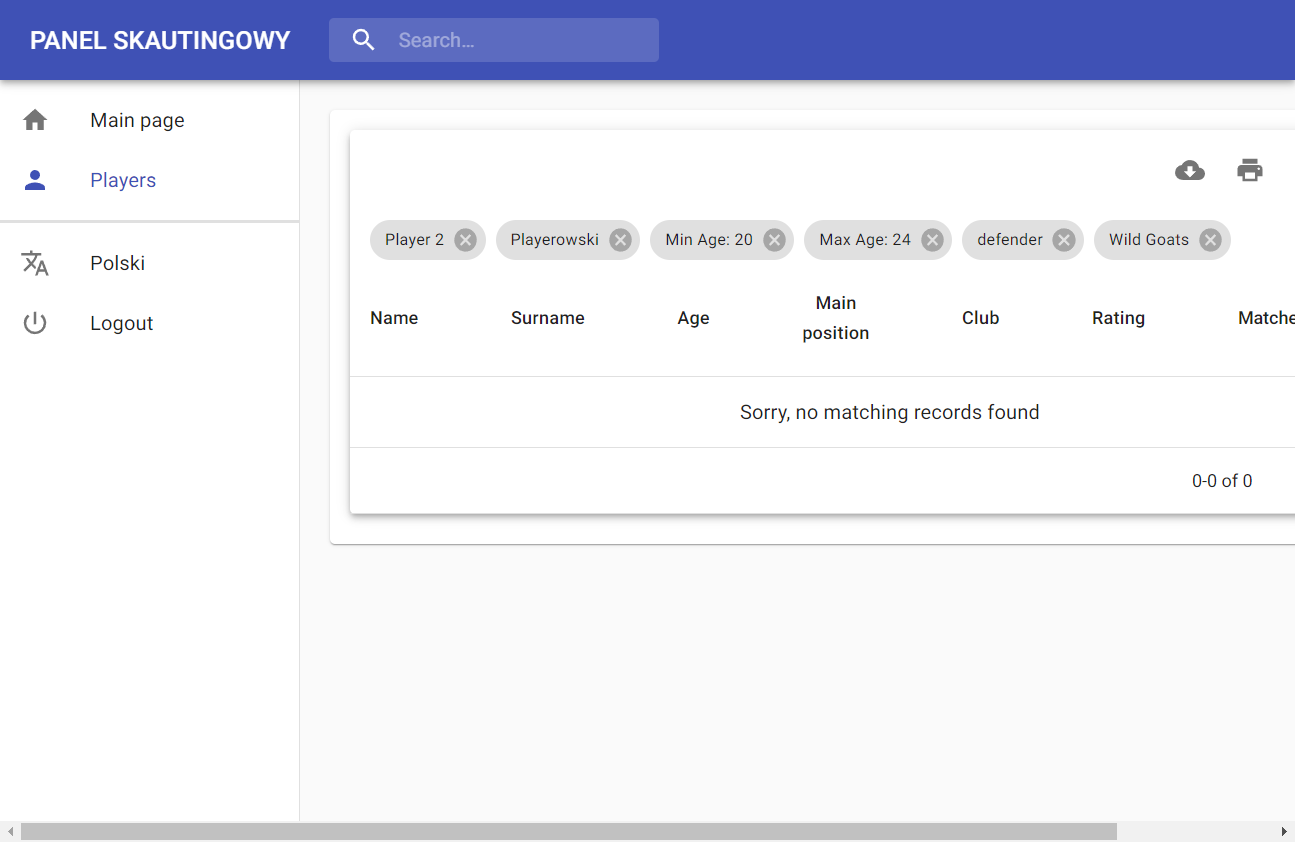 PANEL SKAUTINGOWY
Search...
Main page
Players
Polski
Logout
Player 2
Playerowski
Min Age: 20
Max Age: 24
defender
Wild Goats
Name
Surname
Age
Main
position
Club
Rating
Matche
Sorry, no matching records found
0-0 of 0